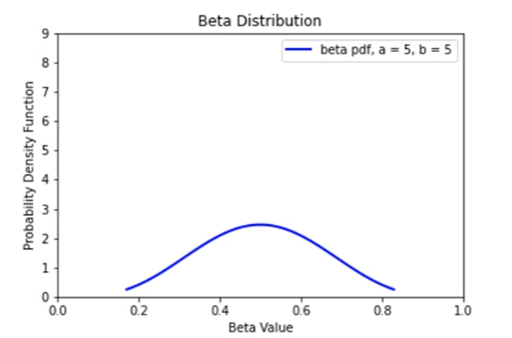 Beta Distribution
beta pdf, a = 5, b = 5
Probability Density Function
9
8
7
6
5
4
3
2
1
0
0.0 0.2 0.4 0.6 0.8 1.0
Beta Value